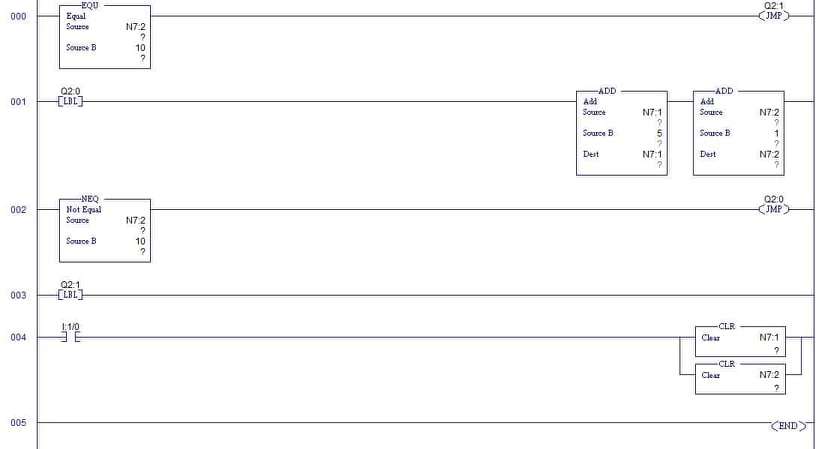 EQU
Q2:1
000
Equal
JMP
Source N7:2
?
Source B 10
?
Q2:0
001
LBL
ADD
ADD
Add
Add
Source N7:1
Source N7:2
?
?
Source B 5
Source B 1
?
?
Dest N7:1
Dest N7:2
?
?
NEQ
Q2:0
002
Not Equal
JMP
Source N7:2
?
Source B 10
?
Q2:1
003
LBL
I:1/0
004
CLR
Clear N7:1
?
CLR
Clear N7:2
?
005
END